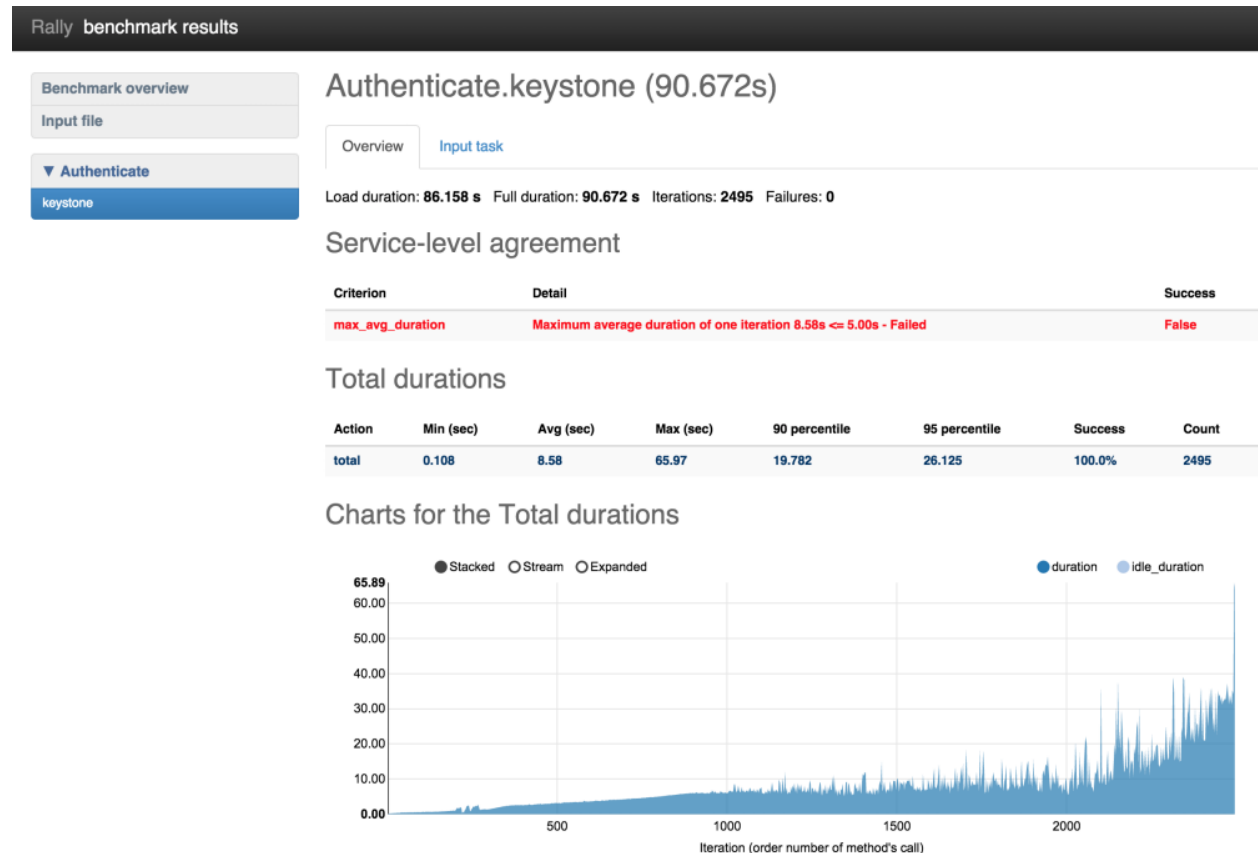 Rally benchmark results
Benchmark overview
Input file
▼ Authenticate
keystone
Authenticate.keystone (90.672s)
Overview Input task
Load duration: 86.158 s Full duration: 90.672 s Iterations: 2495 Failures: 0
Service-level agreement
Criterion Detail Success
max_avg_duration Maximum average duration of one iteration 8.58s <= 5.00s - Failed False
Total durations
Action Min (sec) Avg (sec) Max (sec) 90 percentile 95 percentile Success Count
total 0.108 8.58 65.97 19.782 26.125 100.0% 2495
Charts for the Total durations
Stacked Stream Expanded duration idle_duration
65.89
60.00
50.00
40.00
30.00
20.00
10.00
0.00
500 1000 1500 2000
Iteration (order number of method's call)